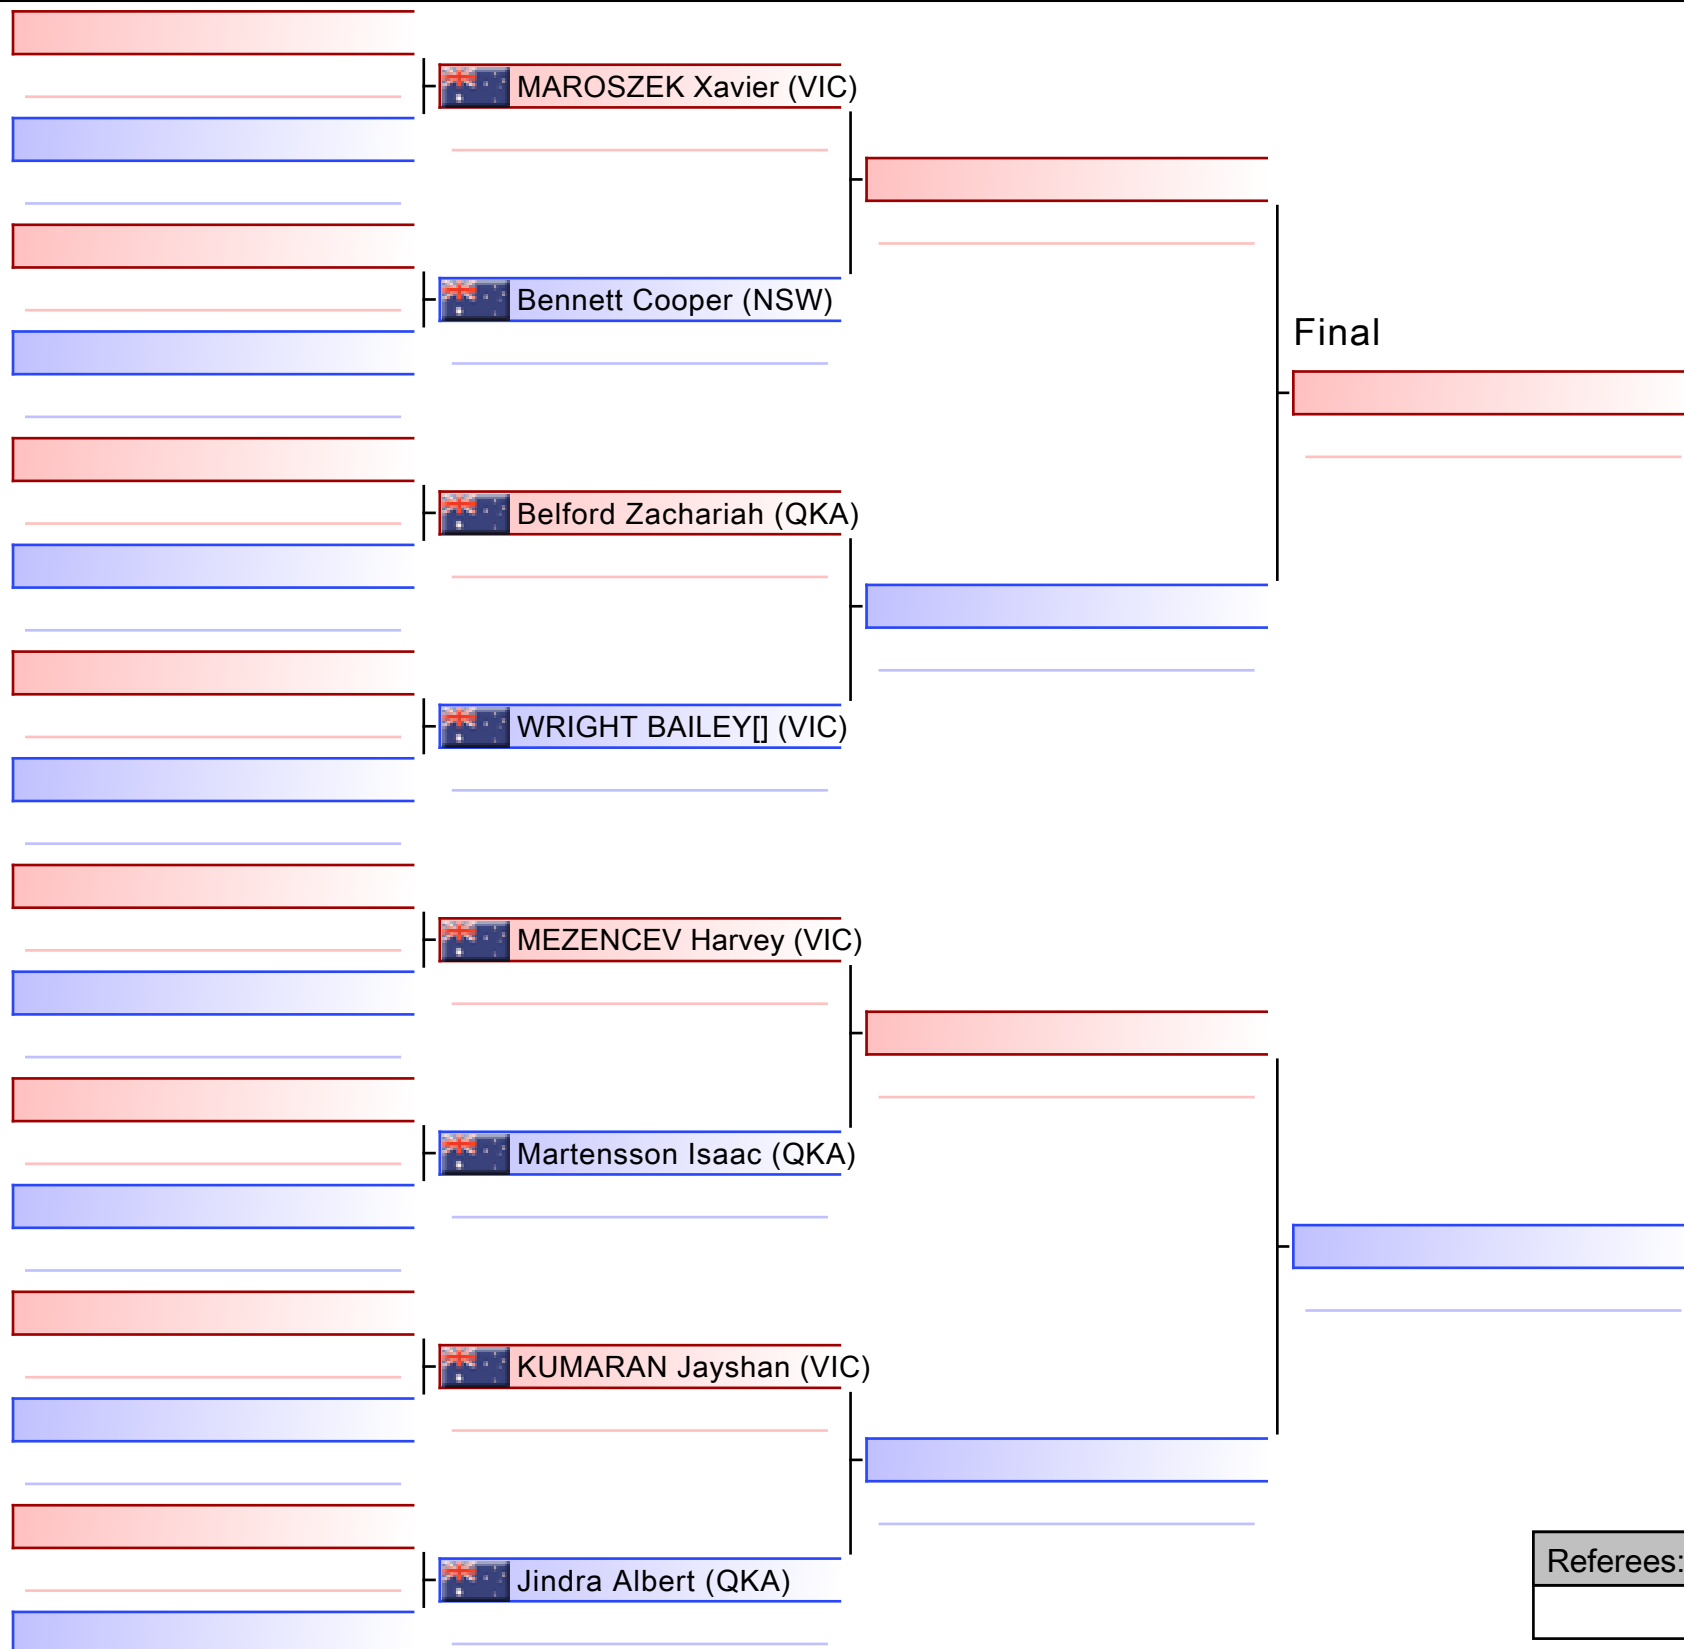 MAROSZEK Xavier (VIC)
Bennett Cooper (NSW)
Final
Belford Zachariah (QKA)
WRIGHT BAILEY[] (VIC)
MEZENCEV Harvey (VIC)
Martensson Isaac (QKA)
KUMARAN Jayshan (VIC)
Jindra Albert (QKA)
Referees: